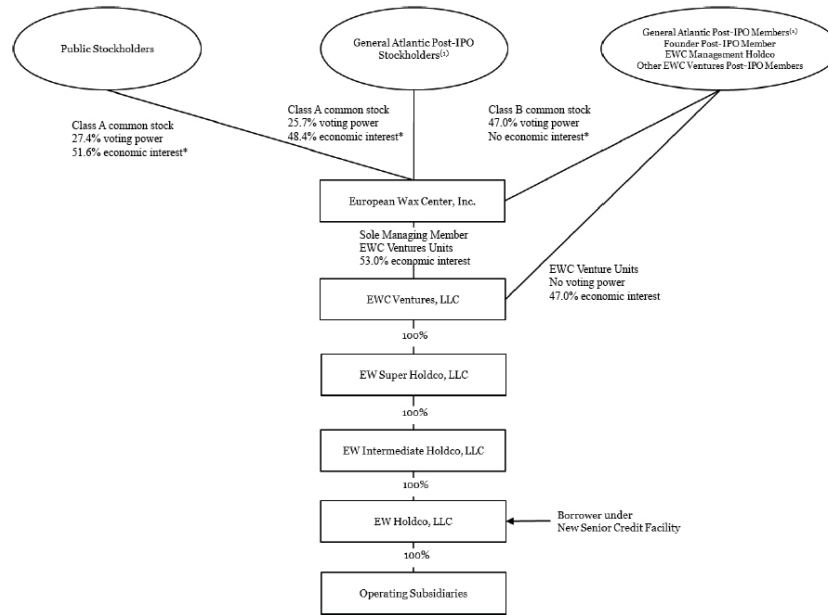 Public Stockholders
General Atlantic Post-IPO
Stockholders(1)
General Atlantic Post-IPO Members(1)
Founder Post-IPO Member
EWC Management Holdco
Other EWC Ventures Post-IPO Members
Class A common stock
27.4% voting power
51.6% economic interest*
Class A common stock
25.7% voting power
48.4% economic interest*
Class B common stock
47.0% voting power
No economic interest*
European Wax Center, Inc.
Sole Managing Member
EWC Ventures Units
53.0% economic interest
EWC Venture Units
No voting power
47.0% economic interest
EWC Ventures, LLC
100%
EW Super Holdco, LLC
100%
EW Intermediate Holdco, LLC
100%
EW Holdco, LLC
Borrower under
New Senior Credit Facility
100%
Operating Subsidiaries